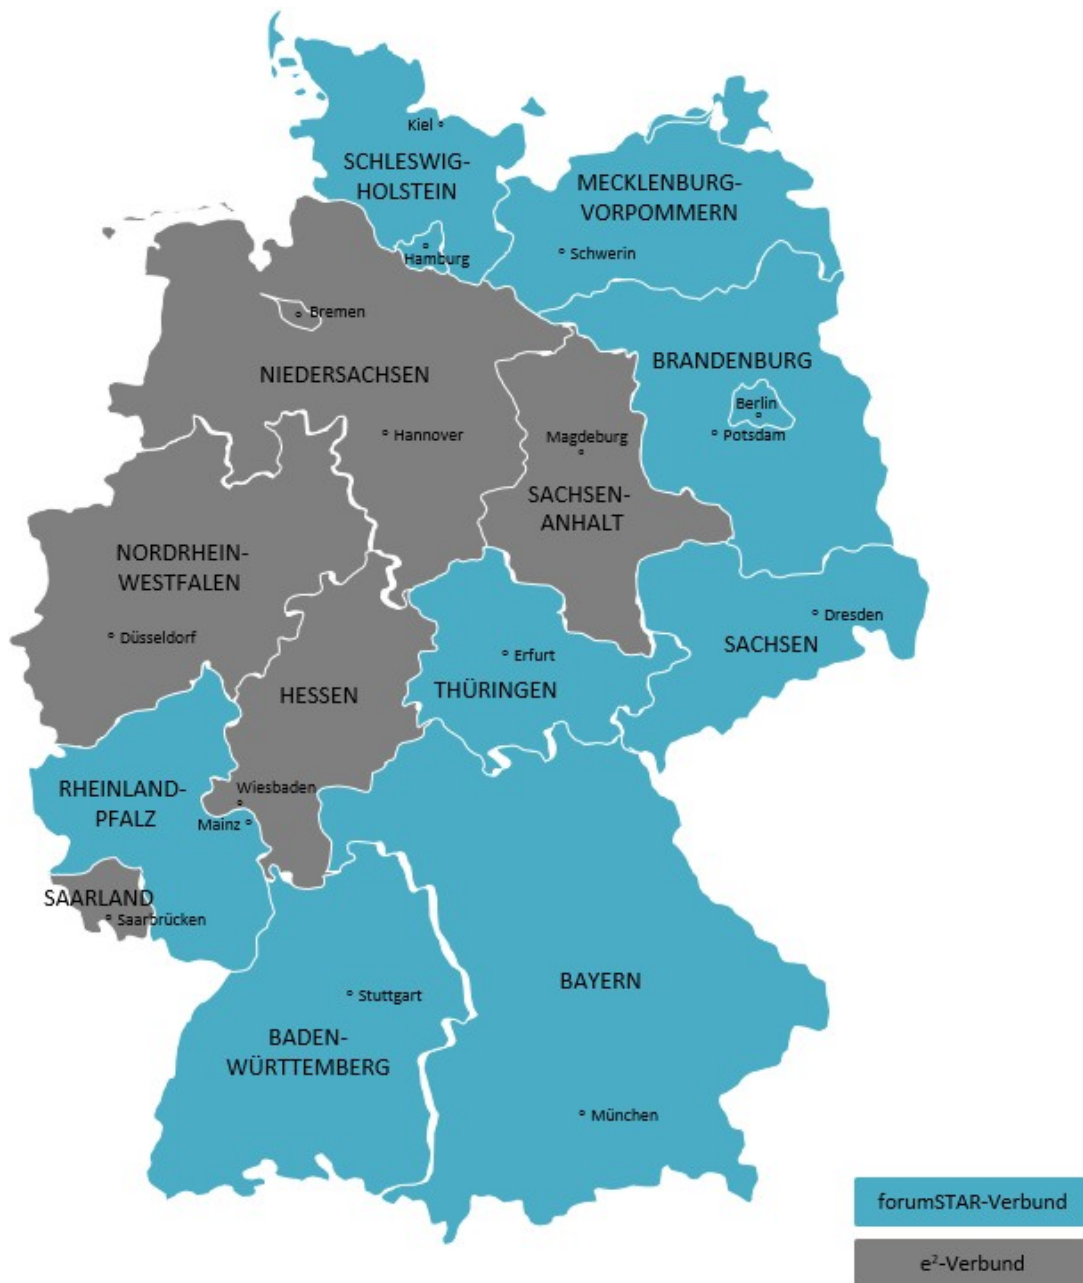 Kiel
SCHLESWIG-
HOLSTEIN
MECKLENBURG-
VORPOMMERN
Hamburg
Schwerin
Bremen
NIEDERSACHSEN
BRANDENBURG
Berlin
Hannover
Magdeburg
Potsdam
SACHSEN-
ANHALT
NORDRHEIN-
WESTFALEN
Düsseldorf
Dresden
SACHSEN
Erfurt
THÜRINGEN
HESSEN
RHEINLAND-
PFALZ
Wiesbaden
Mainz
SAARLAND
Saarbrücken
BAYERN
Stuttgart
BADEN-
WÜRTTEMBERG
München
forumSTAR-Verbund
e²-Verbund